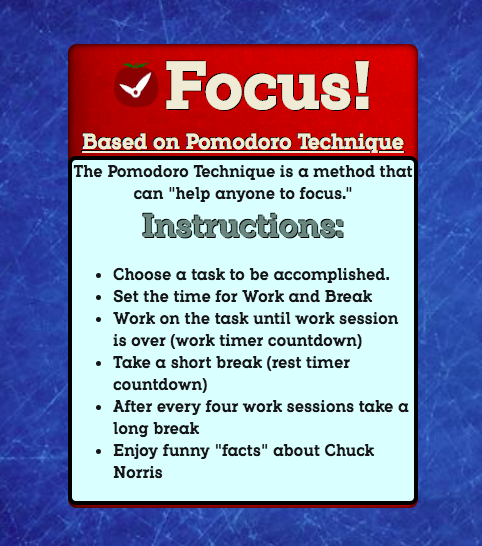 Focus!
Based on Pomodoro Technique
The Pomodoro Technique is a method that
can "help anyone to focus."
Instructions:
• Choose a task to be accomplished.
• Set the time for Work and Break
• Work on the task until work session
is over (work timer countdown)
• Take a short break (rest timer
countdown)
• After every four work sessions take a
long break
• Enjoy funny "facts" about Chuck
Norris